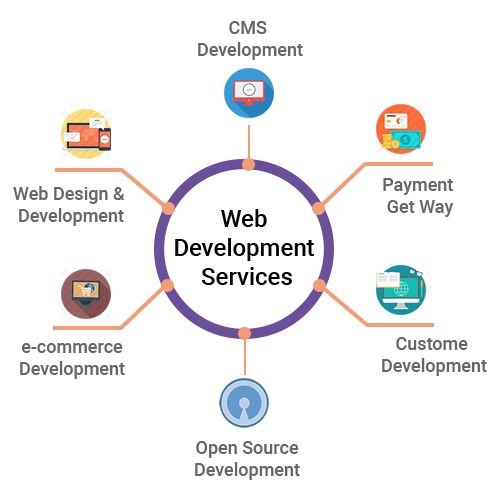 CMS
Development
Web Design &
Development
Payment
Get Way
Web
Development
Services
e-commerce
Development
Custome
Development
Open Source
Development